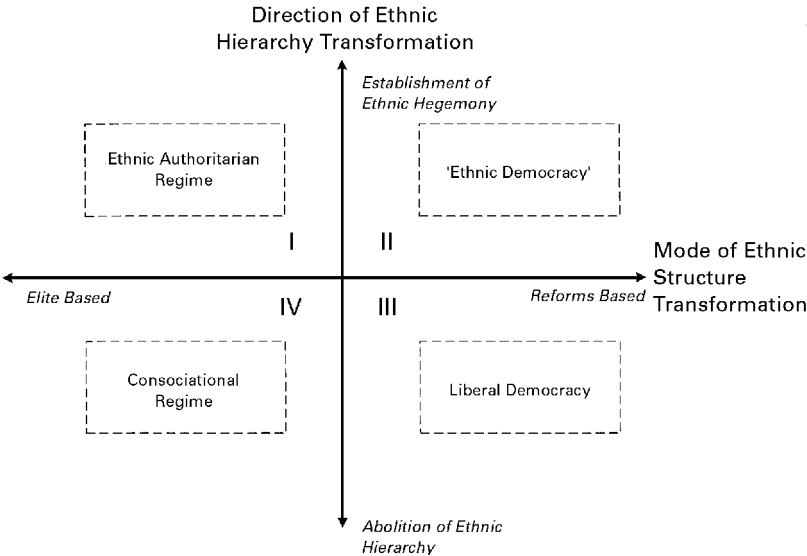 Direction of Ethnic
Hierarchy Transformation
Establishment of
Ethnic Hegemony
Ethnic Authoritarian
Regime
'Ethnic Democracy'
I
II
Mode of Ethnic
Structure
Transformation
Elite Based
Reforms Based
IV
III
Consociational
Regime
Liberal Democracy
Abolition of Ethnic
Hierarchy